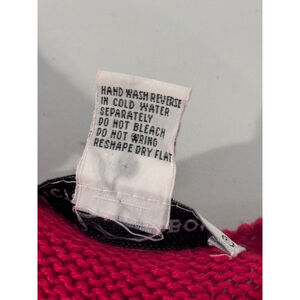 HAND WASH REVERSE
IN COLD WATER
SEPARATELY
DO NOT BLEACH
DO NOT WRING
RESHAPE DRY FLAT